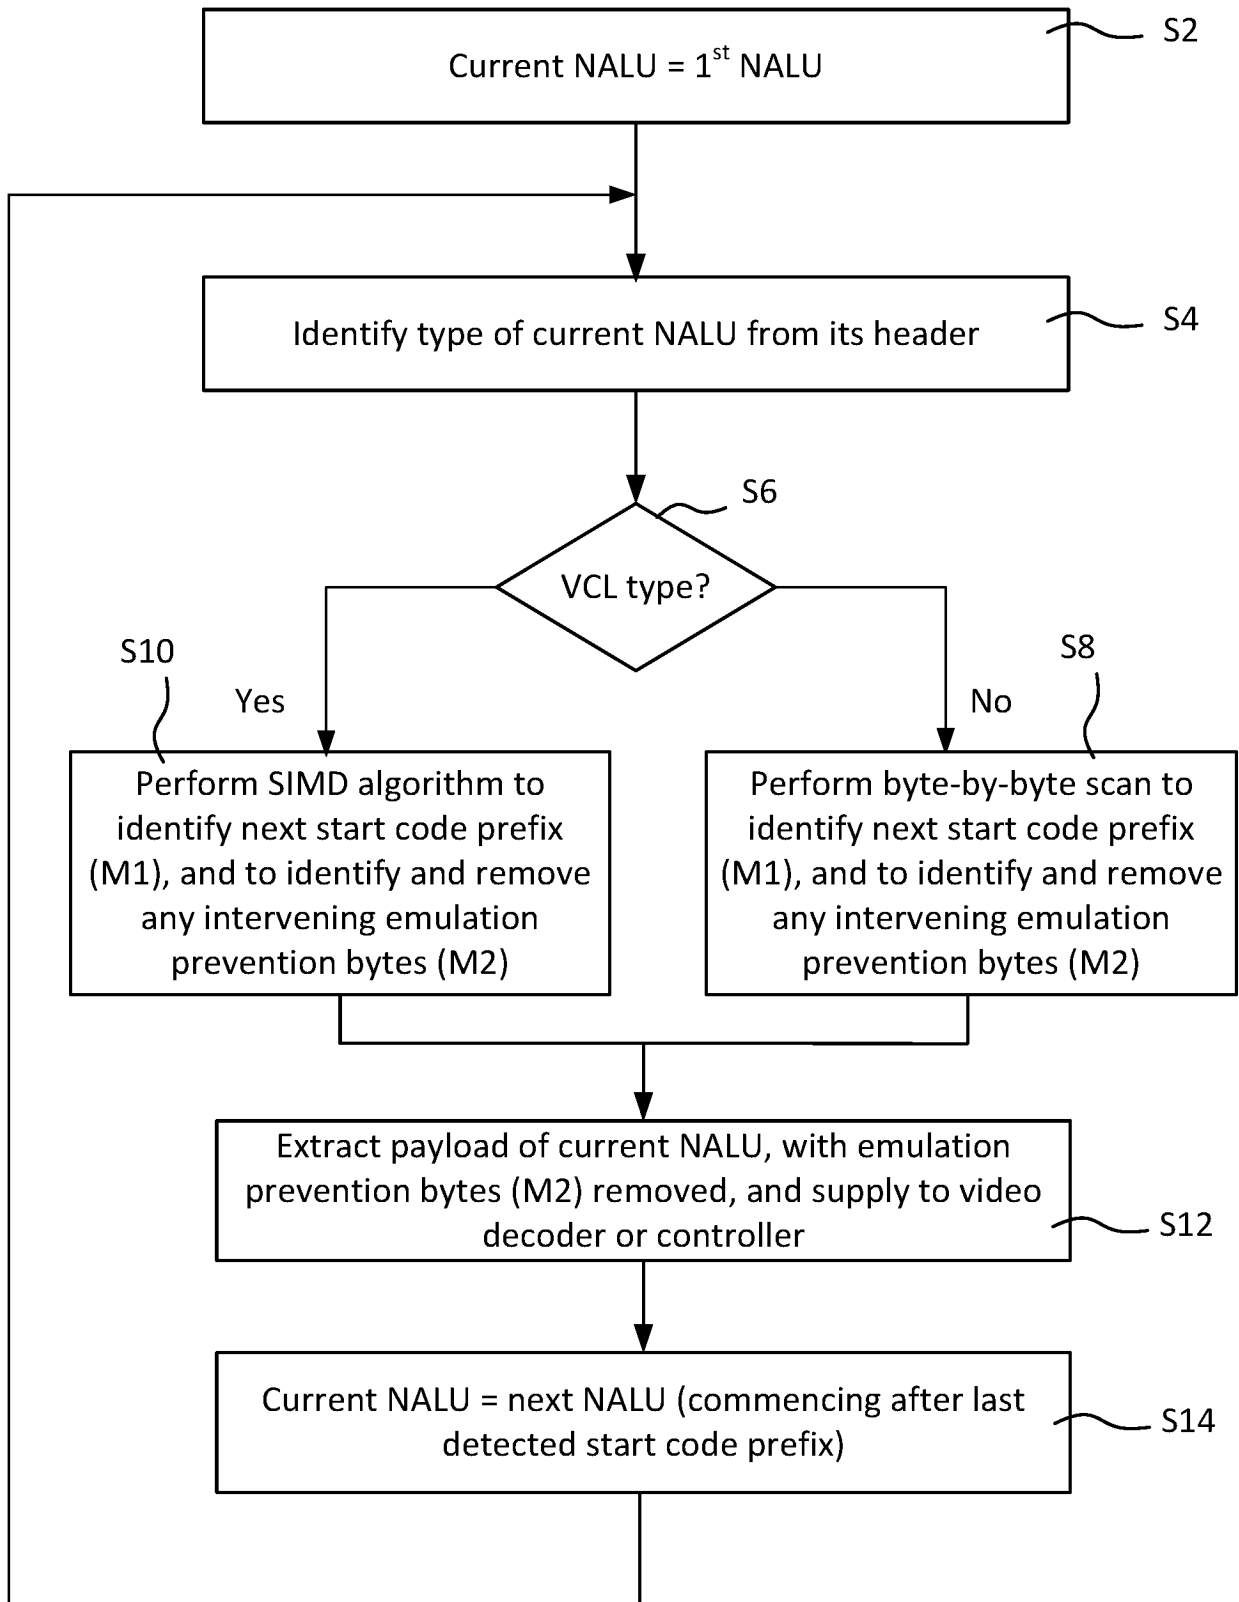 S2
Current NALU = 1st NALU
S4
Identify type of current NALU from its header
S6
VCL type?
S10
S8
Yes
No
Perform SIMD algorithm to
identify next start code prefix
(M1), and to identify and remove
any intervening emulation
prevention bytes (M2)
Perform byte-by-byte scan to
identify next start code prefix
(M1), and to identify and remove
any intervening emulation
prevention bytes (M2)
Extract payload of current NALU, with emulation
prevention bytes (M2) removed, and supply to video
decoder or controller
S12
Current NALU = next NALU (commencing after last
detected start code prefix)
S14